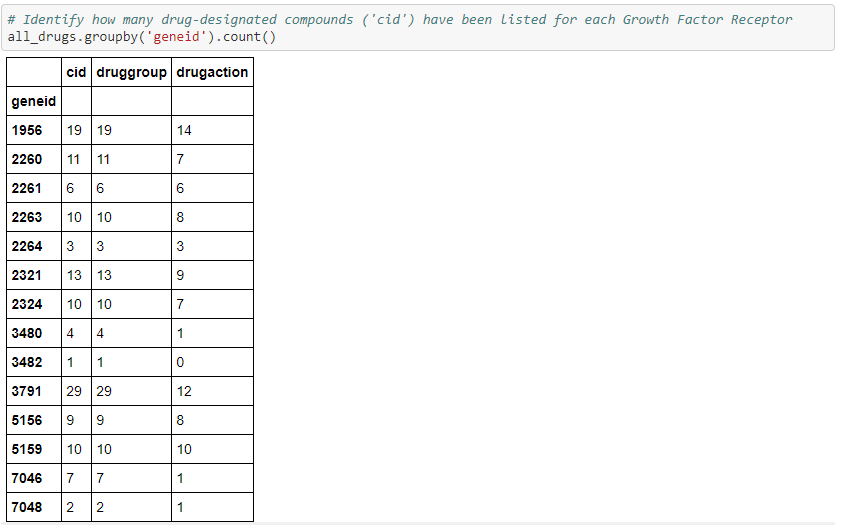 # Identify how many drug-designated compounds ('cid') have been listed for each Growth Factor Receptor
all_drugs.groupby('geneid').count()
cid druggroup drugaction
geneid
1956 19 19 14
2260 11 11 7
2261 6 6 6
2263 10 10 8
2264 3 3 3
2321 13 13 9
2324 10 10 7
3480 4 4 1
3482 1 1 0
3791 29 29 12
5156 9 9 8
5159 10 10 10
7046 7 7 1
7048 2 2 1